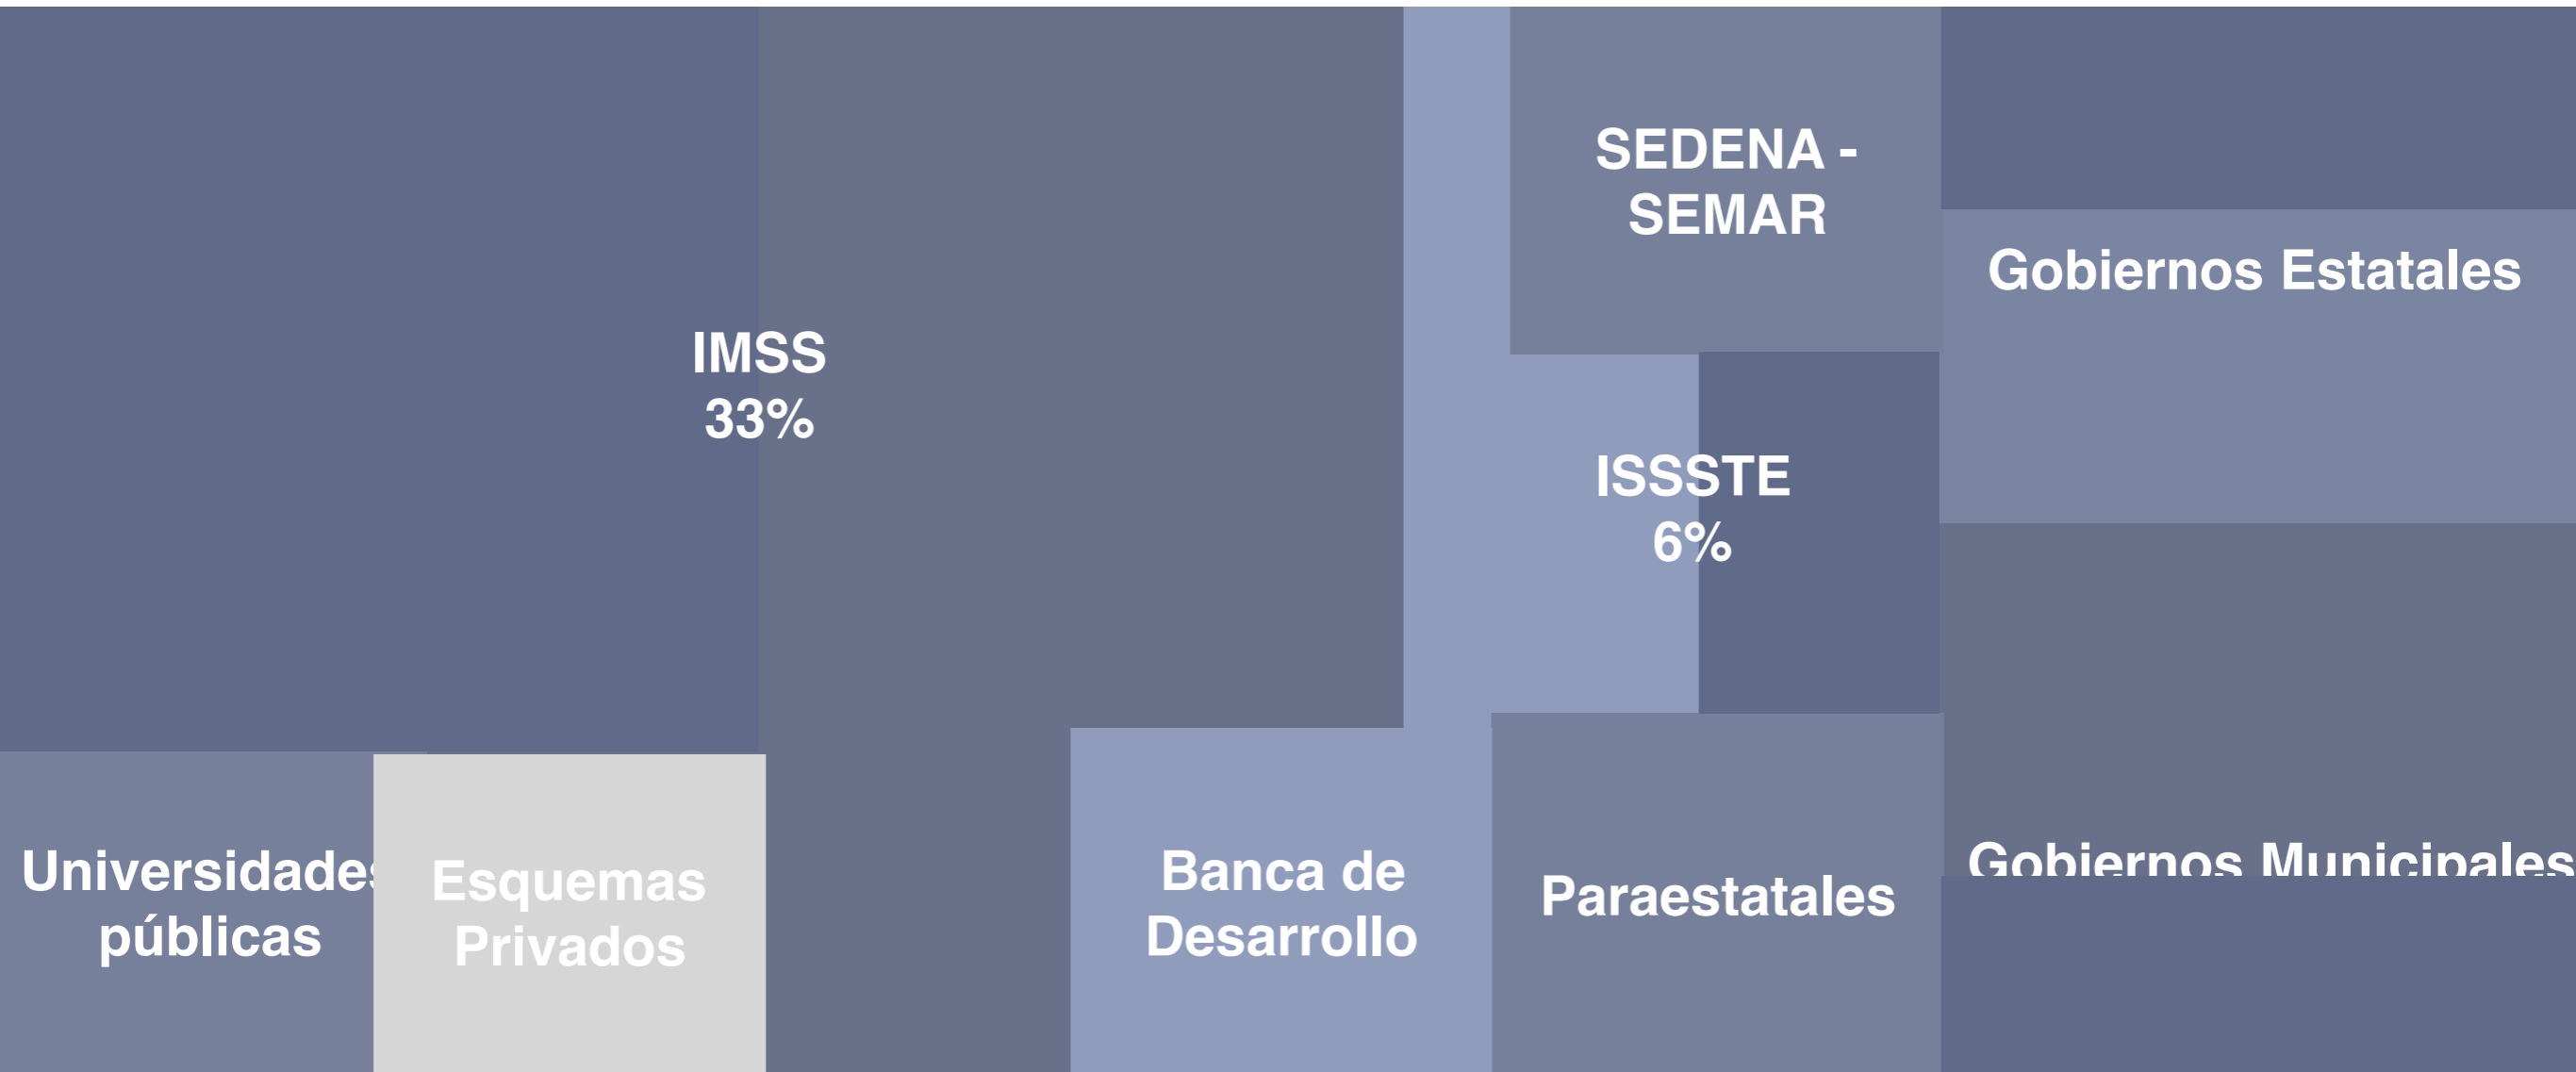 SEDENA -
SEMAR
Gobiernos Estatales
IMSS
33%
ISSSTE
6%
Universidades
públicas
Esquemas
Privados
Banca de
Desarrollo
Paraestatales
Gobiernos Municipales